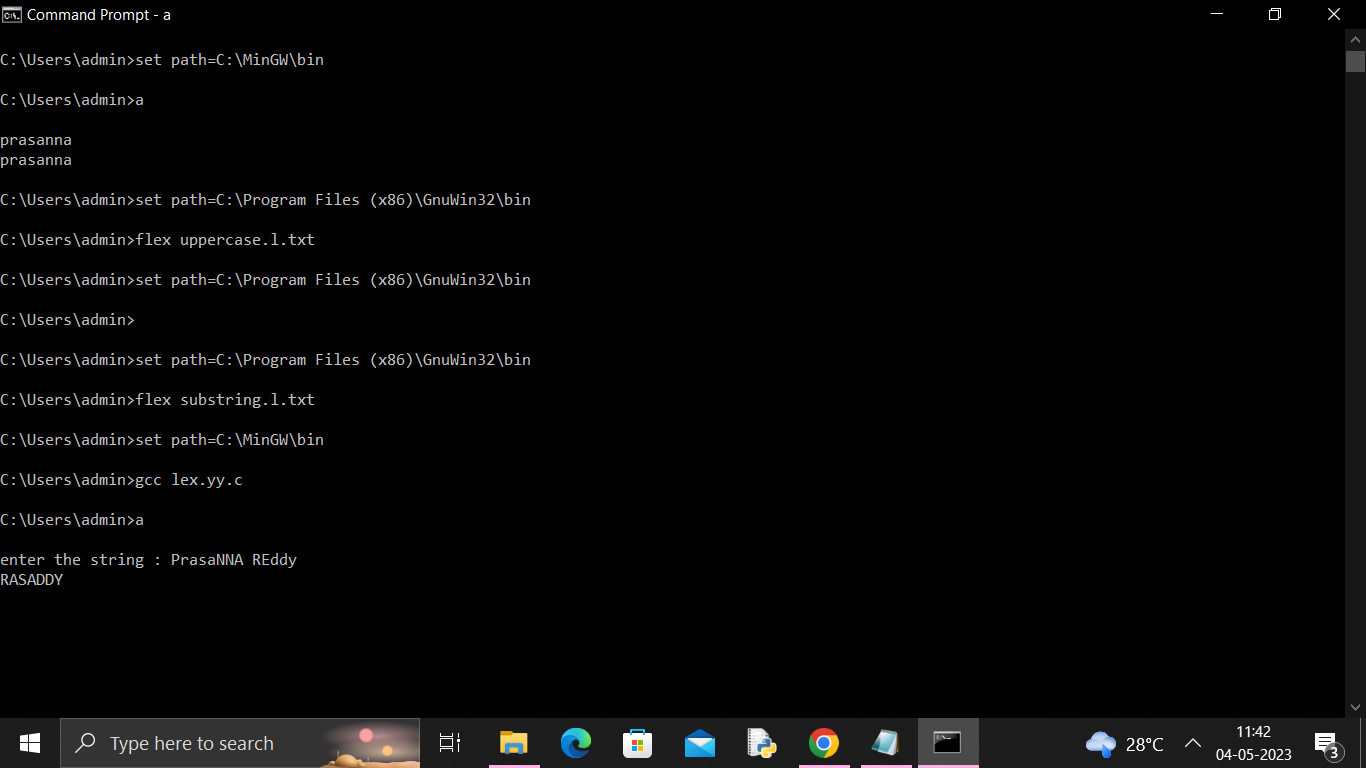 Command Prompt - a
C:\Users\admin>set path=C:\MinGW\bin
C:\Users\admin>a
prasanna
prasanna
C:\Users\admin>set path=C:\Program Files (x86)\GnuWin32\bin
C:\Users\admin>flex uppercase.l.txt
C:\Users\admin>set path=C:\Program Files (x86)\GnuWin32\bin
C:\Users\admin>
C:\Users\admin>set path=C:\Program Files (x86)\GnuWin32\bin
C:\Users\admin>flex substring.l.txt
C:\Users\admin>set path=C:\MinGW\bin
C:\Users\admin>gcc lex.yy.c
C:\Users\admin>a
enter the string : PrasaNNA REddy
RASADDY
Type here to search
28°C
11:42
04-05-2023
3